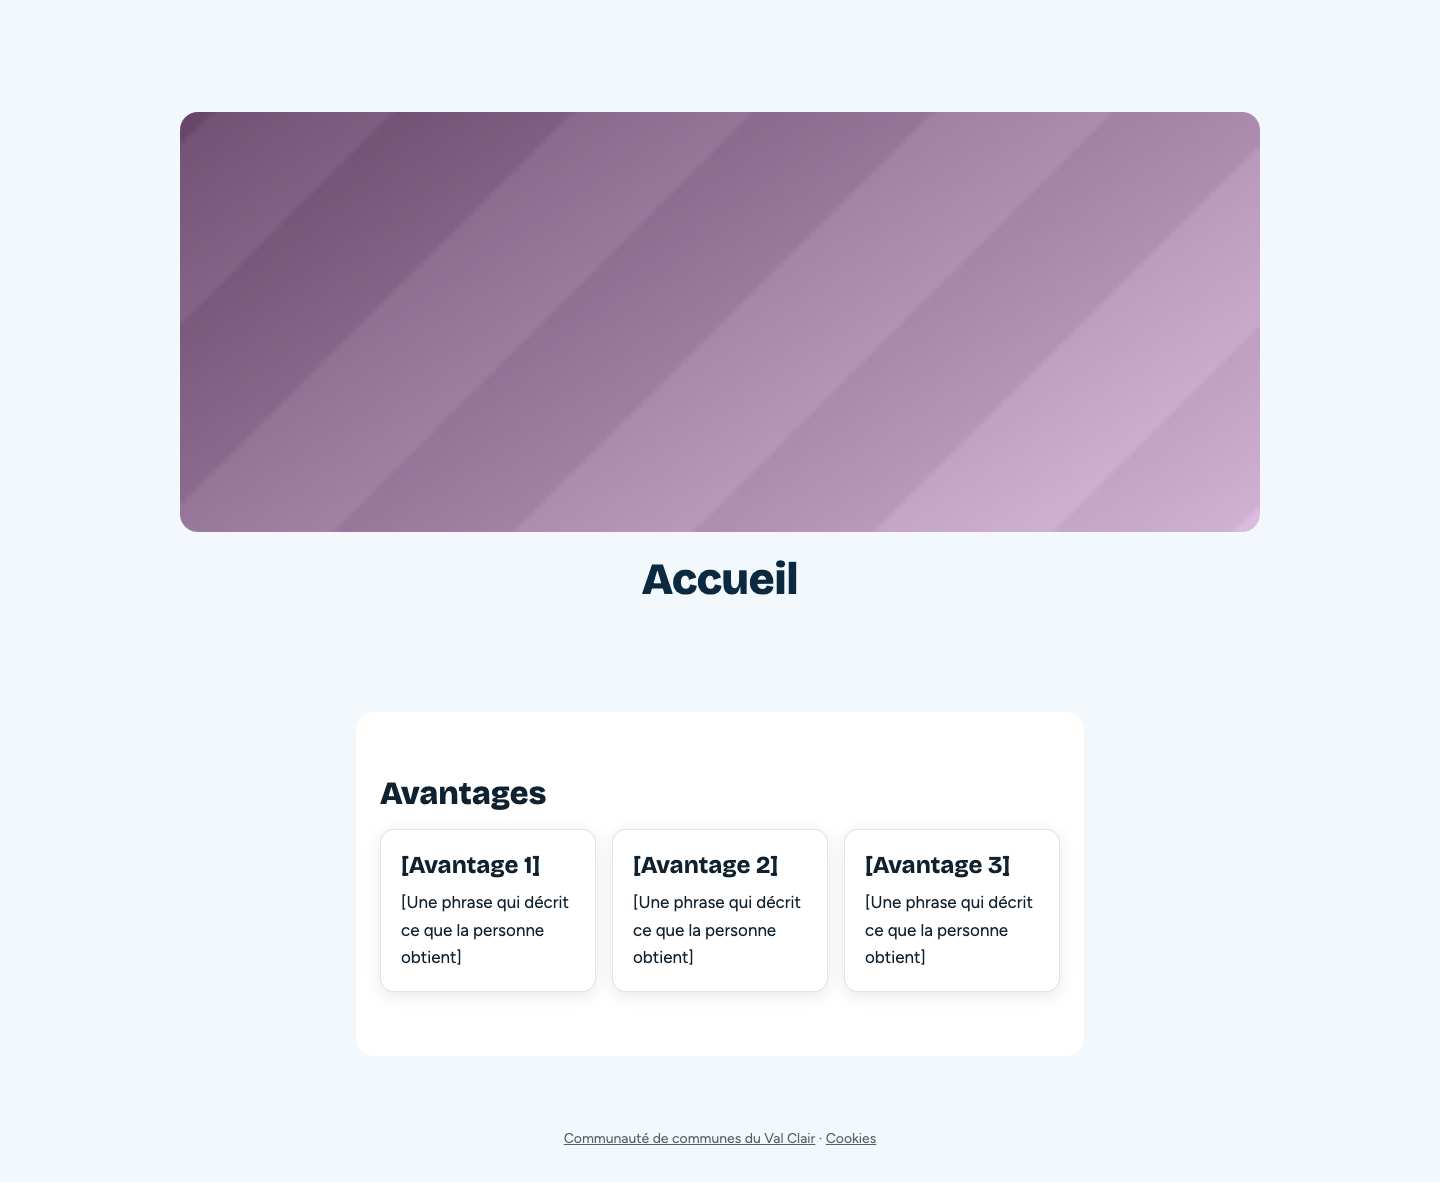 Accueil
Avantages
[Avantage 1]
[Une phrase qui décrit
ce que la personne
obtient]
[Avantage 2]
[Une phrase qui décrit
ce que la personne
obtient]
[Avantage 3]
[Une phrase qui décrit
ce que la personne
obtient]
Communauté de communes du Val Clair · Cookies